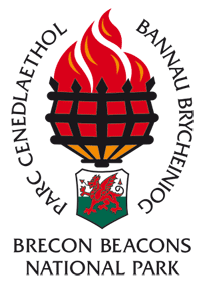 PARC CENEDLAETHOL
BANNAU BRYCHEINIOG
BRECON BEACONS
NATIONAL PARK